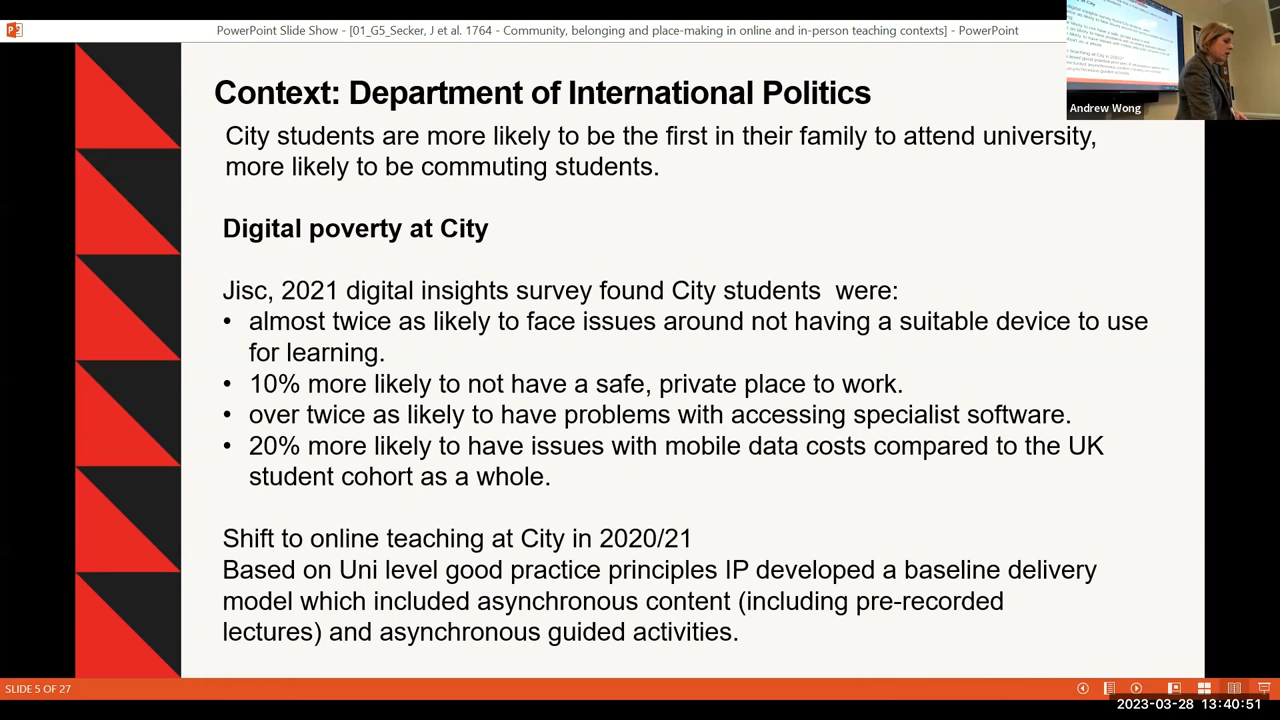 PowerPoint Slide Show - [01_G5-Secker, J et al. 1764 - Community, belonging and place-making in online and in-person teaching contexts] - PowerPoint
Andrew Wong
Context: Department of International Politics
City students are more likely to be the first in their family to attend university,
more likely to be commuting students.
Digital poverty at City
Jisc, 2021 digital insights survey found City students were:
• almost twice as likely to face issues around not having a suitable device to use
for learning.
• 10% more likely to not have a safe, private place to work.
• over twice as likely to have problems with accessing specialist software.
• 20% more likely to have issues with mobile data costs compared to the UK
student cohort as a whole.
Shift to online teaching at City in 2020/21
Based on Uni level good practice principles IP developed a baseline delivery
model which included asynchronous content (including pre-recorded
lectures) and asynchronous guided activities.
SLIDE 5 OF 27
2023-03-28 13:40:51